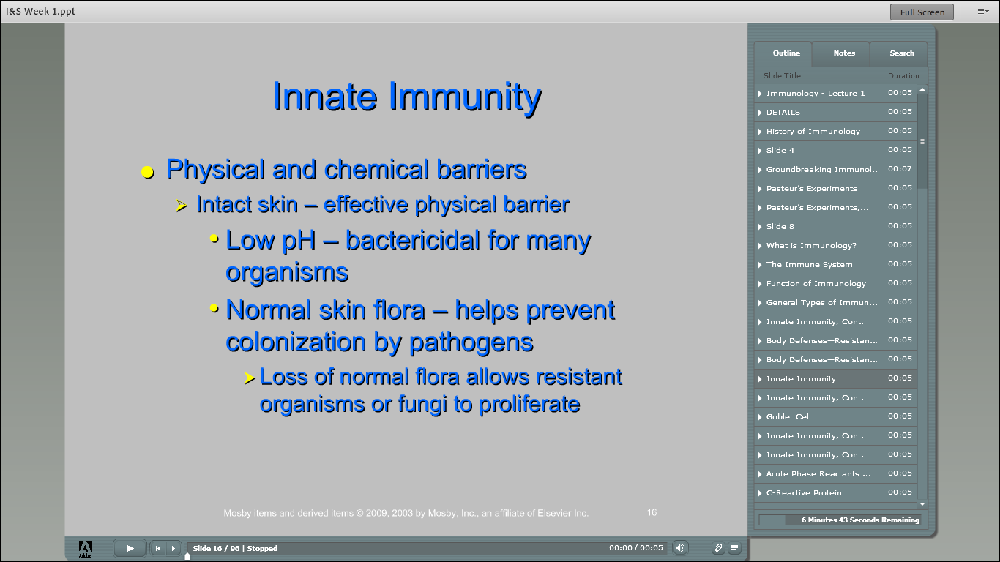 I&S Week 1.ppt
Full Screen
Innate Immunity
Physical and chemical barriers
Intact skin – effective physical barrier
Low pH – bactericidal for many
organisms
Normal skin flora – helps prevent
colonization by pathogens
Loss of normal flora allows resistant
organisms or fungi to proliferate
Mosby items and derived items © 2009, 2003 by Mosby, Inc., an affiliate of Elsevier Inc.
16
Outline Notes Search
Slide Title Duration
Immunology - Lecture 1 00:05
DETAILS 00:05
History of Immunology 00:05
Slide 4 00:05
Groundbreaking Immunol.. 00:07
Pasteur's Experiments 00:05
Pasteur's Experiments,... 00:05
Slide 8 00:05
What is Immunology? 00:05
The Immune System 00:05
Function of Immunology 00:05
General Types of Immun... 00:05
Innate Immunity, Cont. 00:05
Body Defenses—Resistan... 00:05
Body Defenses—Resistan... 00:05
Innate Immunity 00:05
Innate Immunity, Cont. 00:05
Goblet Cell 00:05
Innate Immunity, Cont. 00:05
Innate Immunity, Cont. 00:05
Acute Phase Reactants ... 00:05
C-Reactive Protein 00:05
6 Minutes 43 Seconds Remaining
Adobe
Slide 16 / 96 | Stopped
00:00 / 00:05